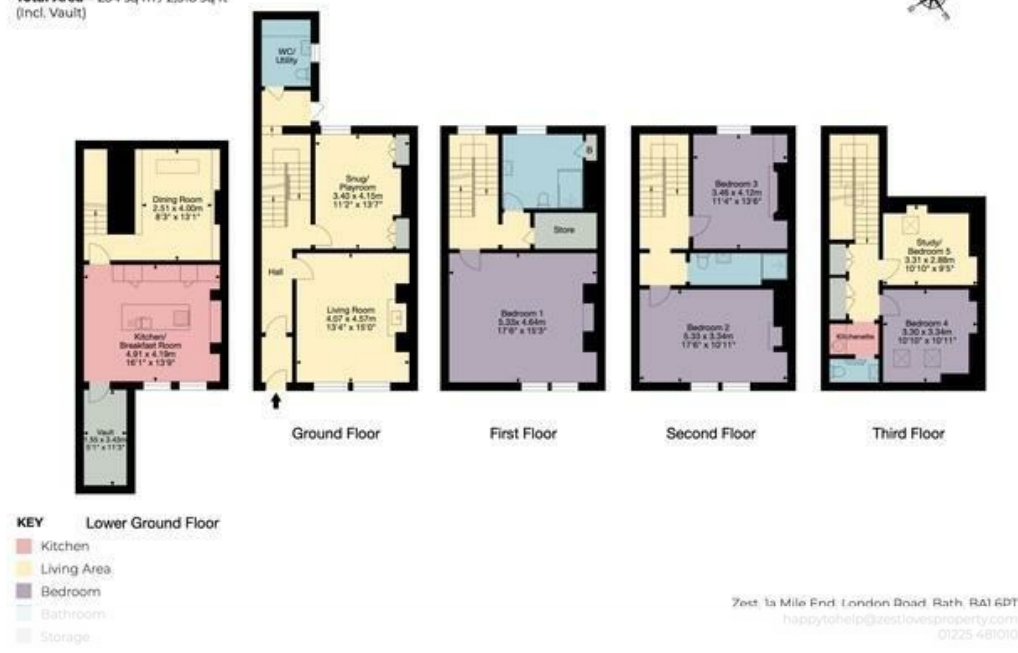 (Incl. Vault)
WC/
Utility
Dining Room
2.51 x 4.00m
8'3" x 13'1"
Snug/
Playroom
3.40 x 4.15m
11'2" x 13'7"
B
Store
Bedroom 3
3.46 x 4.12m
11'4" x 13'6"
Study/
Bedroom 5
3.31 x 2.88m
10'10" x 9'5"
Hall
Kitchen/
Breakfast Room
4.91 x 4.19m
16'1" x 13'9"
Living Room
4.07 x 4.57m
13'4" x 15'0"
Bedroom 1
5.33x 4.64m
17'6" x 15'3"
Bedroom 2
5.33 x 3.34m
17'6" x 10'11"
Bedroom 4
3.30 x 3.34m
10'10" x 10'11"
Kitchenette
Vault
1.55 x 3.43m
5'1" x 11'3"
Ground Floor
First Floor
Second Floor
Third Floor
KEY
Lower Ground Floor
Kitchen
Living Area
Bedroom
Bathroom
Storage
Zest, 1a Mile End, London Road, Bath, BA1 6PT
happytohelp@zestlovesproperty.com
01225 481010